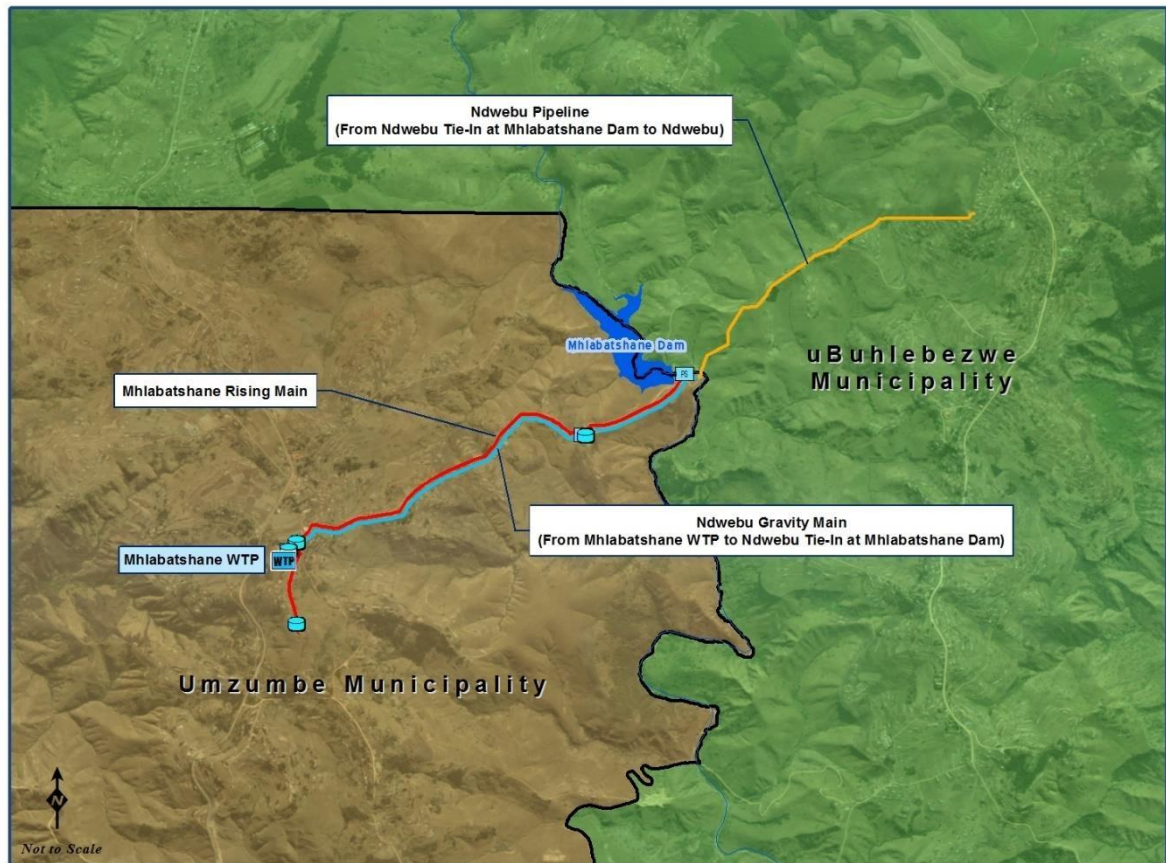 Ndwebu Pipeline
(From Ndwebu Tie-In at Mhlabatshane Dam to Ndwebu)
Mhlabatshane Dam
uBuhlebezwe
Municipality
PS
Mhlabatshane Rising Main
Ndwebu Gravity Main
(From Mhlabatshane WTP to Ndwebu Tie-In at Mhlabatshane Dam)
Mhlabatshane WTP
WTP
Umzumbe Municipality
N
Not to Scale